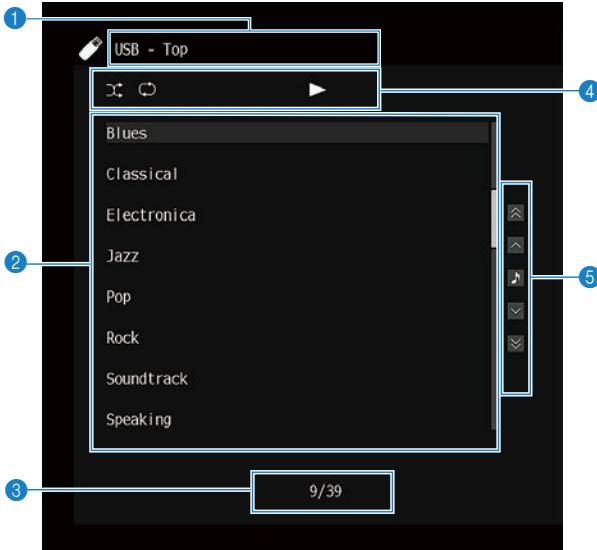 1
USB - Top
4
Blues
Classical
Electronica
2
Jazz
5
Pop
Rock
Soundtrack
Speaking
3
9/39